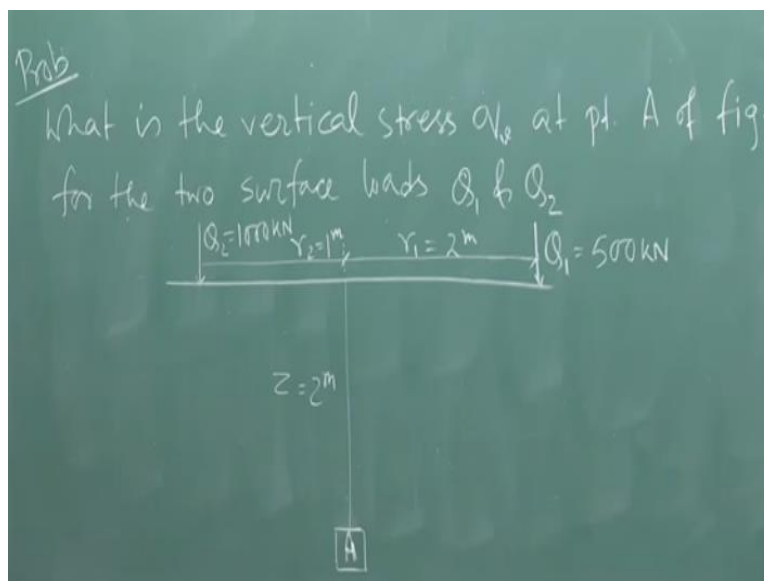 Prob
What is the vertical stress σv at pt. A of fig.
for the two surface loads Q1 & Q2
Q2=1000KN r2=1m r1=2m Q1=500KN
Z=2m
A